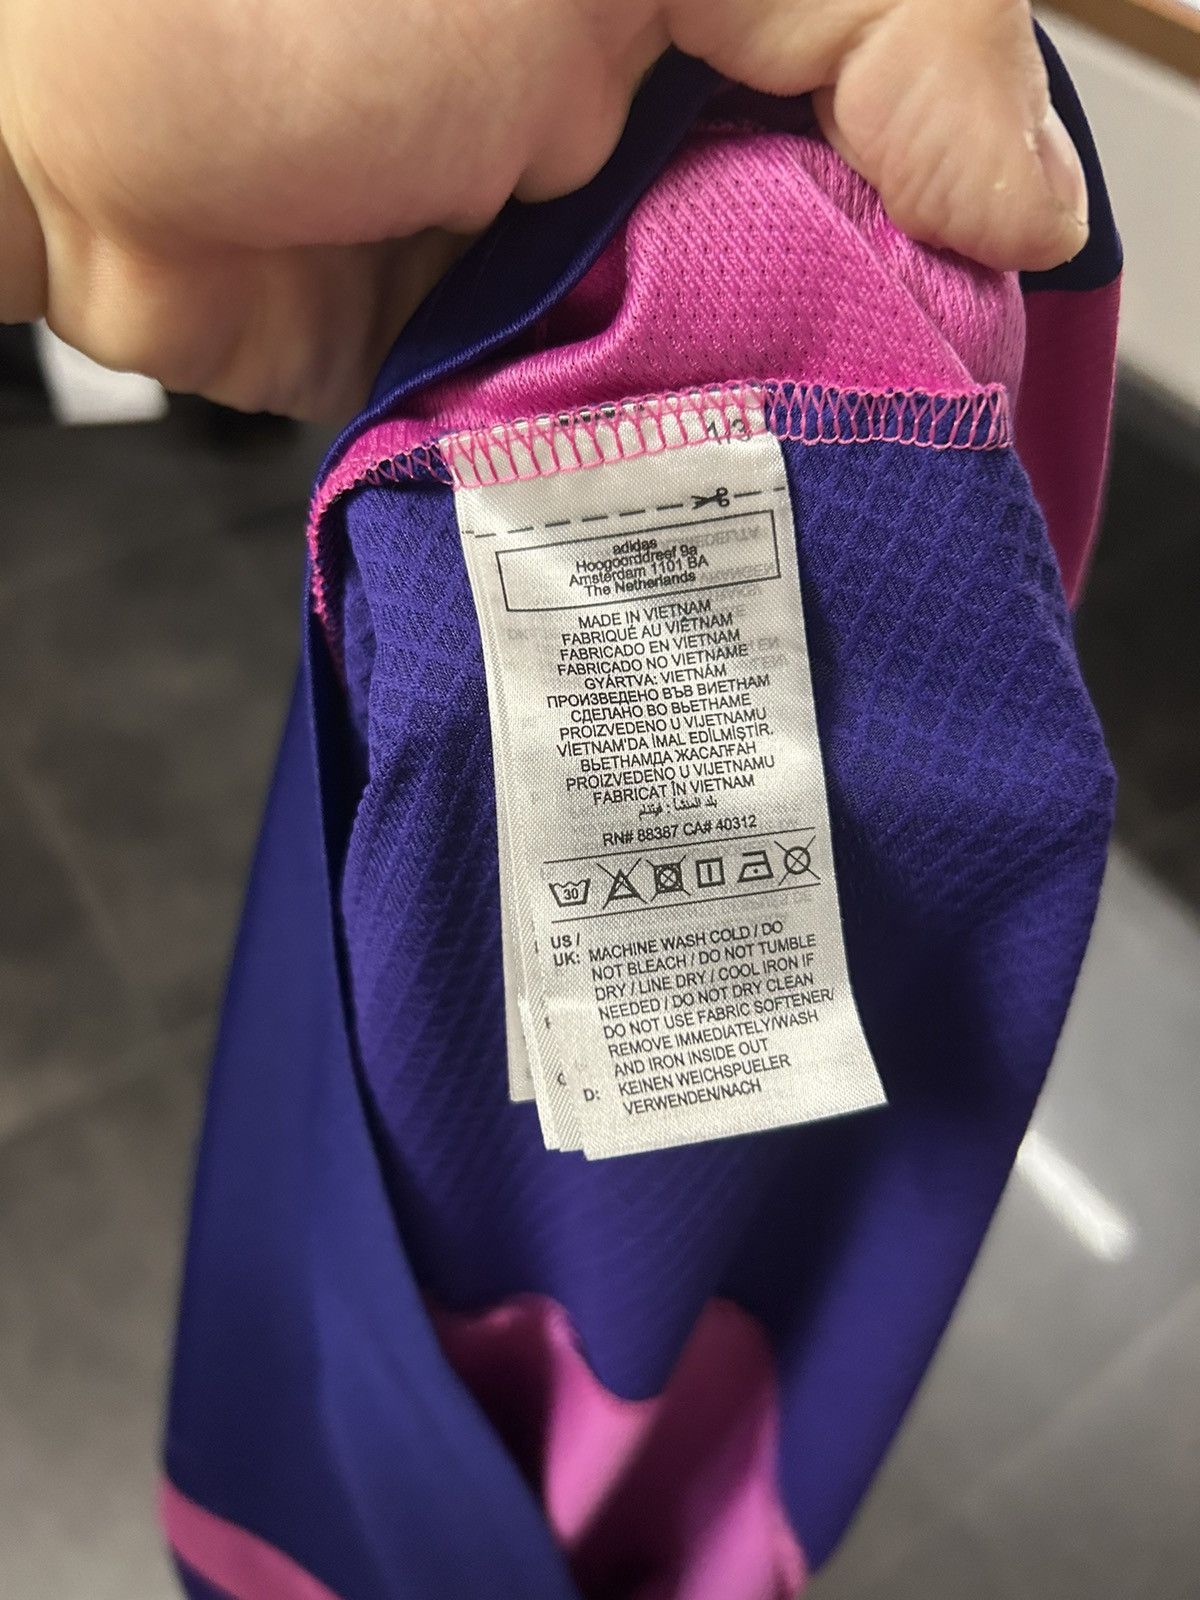 1/3
adidas
Hoogoorddreef 9a
Amsterdam 1101 BA
The Netherlands
MADE IN VIETNAM
FABRIQUÉ AU VIÊTNAM
FABRICADO EN VIETNAM
FABRICADO NO VIETNAME
GYÁRTVA: VIETNÁM
ПРОИЗВЕДЕНО ВЪВ ВИЕТНАМ
СДЕЛАНО ВО ВЬЕТНАМЕ
PROIZVEDENO U VIJETNAMU
VİETNAM'DA İMAL EDİLMİŞTİR.
ВЬЕТНАМДА ЖАСАЛҒАН
PROIZVEDENO U VIJETNAMU
FABRICAT ÎN VIETNAM
بلد المنشأ : فيتنام
RN# 88387 CA# 40312
30
US / UK: MACHINE WASH COLD / DO
NOT BLEACH / DO NOT TUMBLE
DRY / LINE DRY / COOL IRON IF
NEEDED / DO NOT DRY CLEAN
DO NOT USE FABRIC SOFTENER/
REMOVE IMMEDIATELY/WASH
AND IRON INSIDE OUT
D: KEINEN WEICHSPUELER
VERWENDEN/NACH